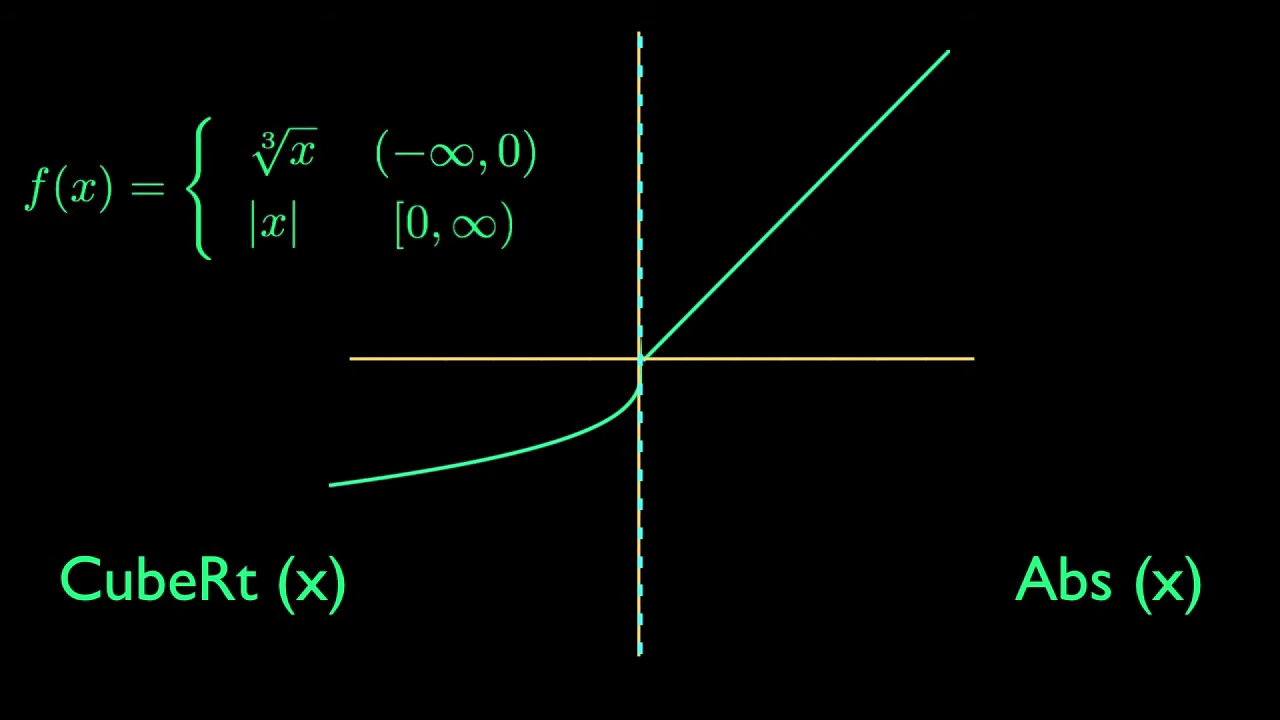 f(x) = { ∛x (−∞, 0)
|x| [0, ∞)
CubeRt (x)
Abs (x)